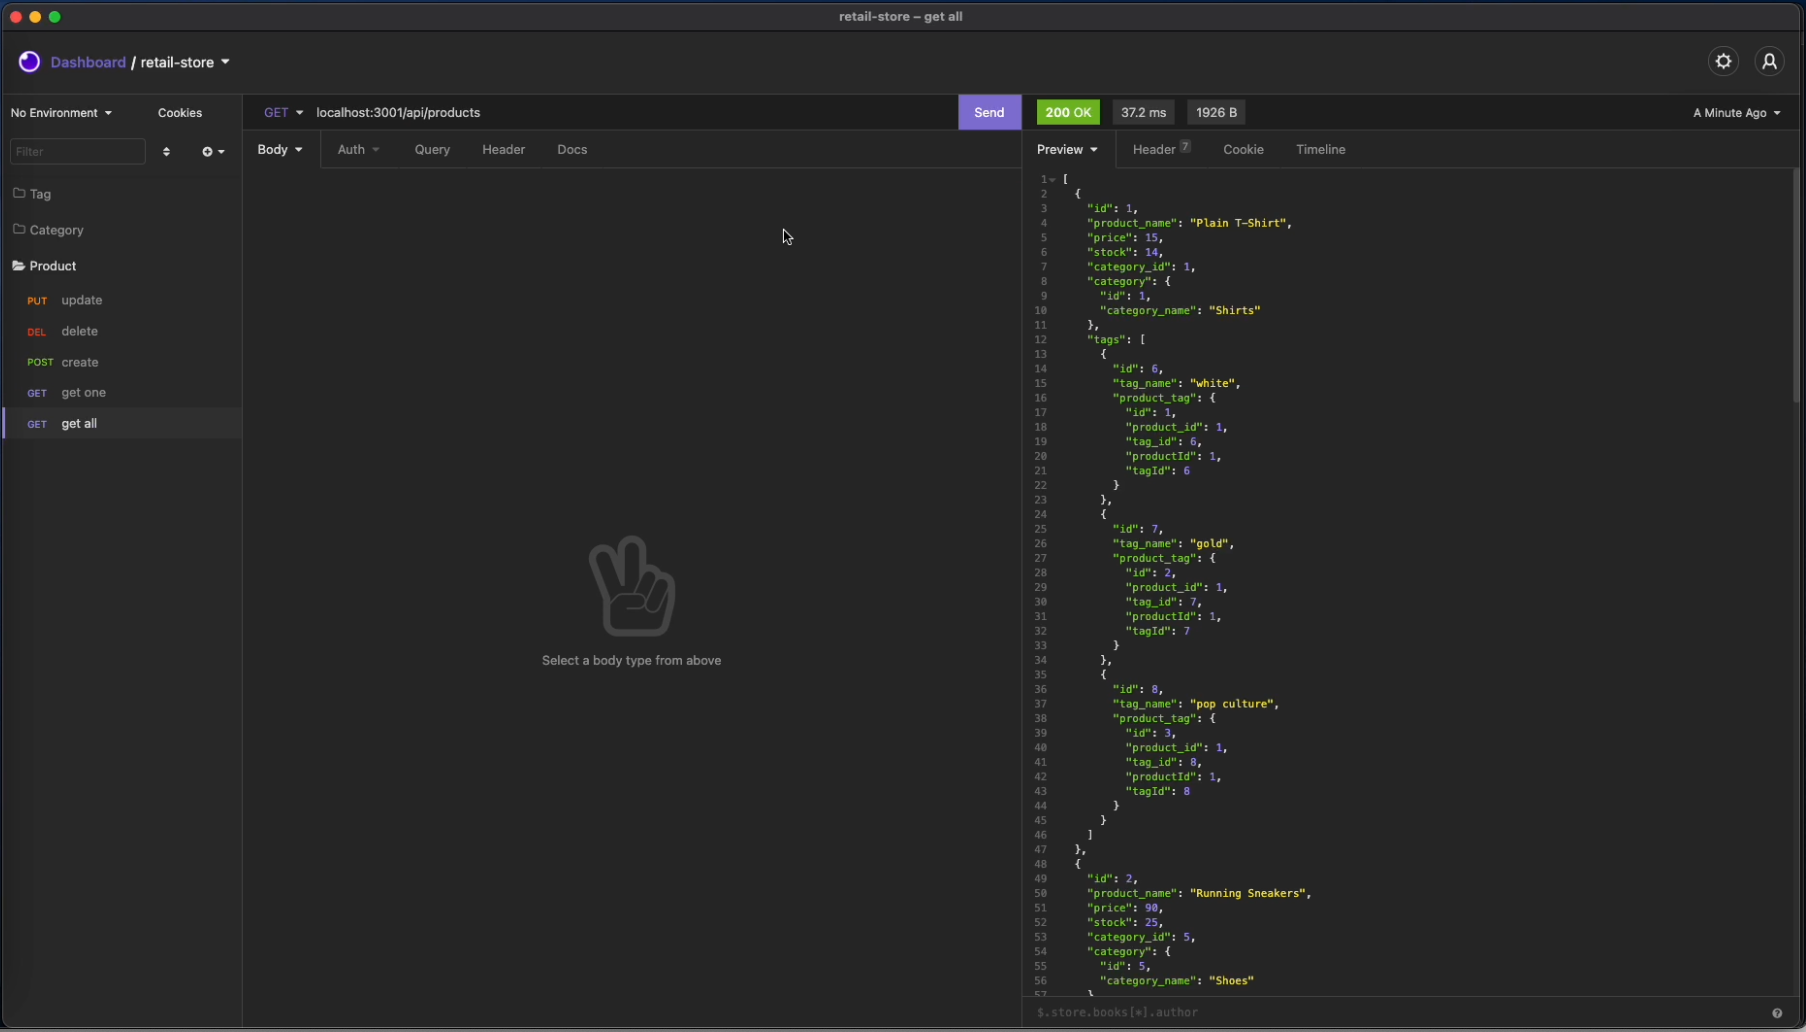 retail-store – get all
Dashboard / retail-store
No Environment
Cookies
GET
localhost:3001/api/products
Send
200 OK
37.2 ms
1926 B
A Minute Ago
Filter
Body
Auth
Query
Header
Docs
Preview
Header 7
Cookie
Timeline
Tag
Category
Product
PUT update
DEL delete
POST create
GET get one
GET get all
Select a body type from above
1 [
2 {
3 "id": 1,
4 "product_name": "Plain T-Shirt",
5 "price": 15,
6 "stock": 14,
7 "category_id": 1,
8 "category": {
9 "id": 1,
10 "category_name": "Shirts"
11 },
12 "tags": [
13 {
14 "id": 6,
15 "tag_name": "white",
16 "product_tag": {
17 "id": 1,
18 "product_id": 1,
19 "tag_id": 6,
20 "productId": 1,
21 "tagId": 6
22 }
23 },
24 {
25 "id": 7,
26 "tag_name": "gold",
27 "product_tag": {
28 "id": 2,
29 "product_id": 1,
30 "tag_id": 7,
31 "productId": 1,
32 "tagId": 7
33 }
34 },
35 {
36 "id": 8,
37 "tag_name": "pop culture",
38 "product_tag": {
39 "id": 3,
40 "product_id": 1,
41 "tag_id": 8,
42 "productId": 1,
43 "tagId": 8
44 }
45 }
46 ]
47 },
48 {
49 "id": 2,
50 "product_name": "Running Sneakers",
51 "price": 90,
52 "stock": 25,
53 "category_id": 5,
54 "category": {
55 "id": 5,
56 "category_name": "Shoes"
57 }
$.store.books[*].author